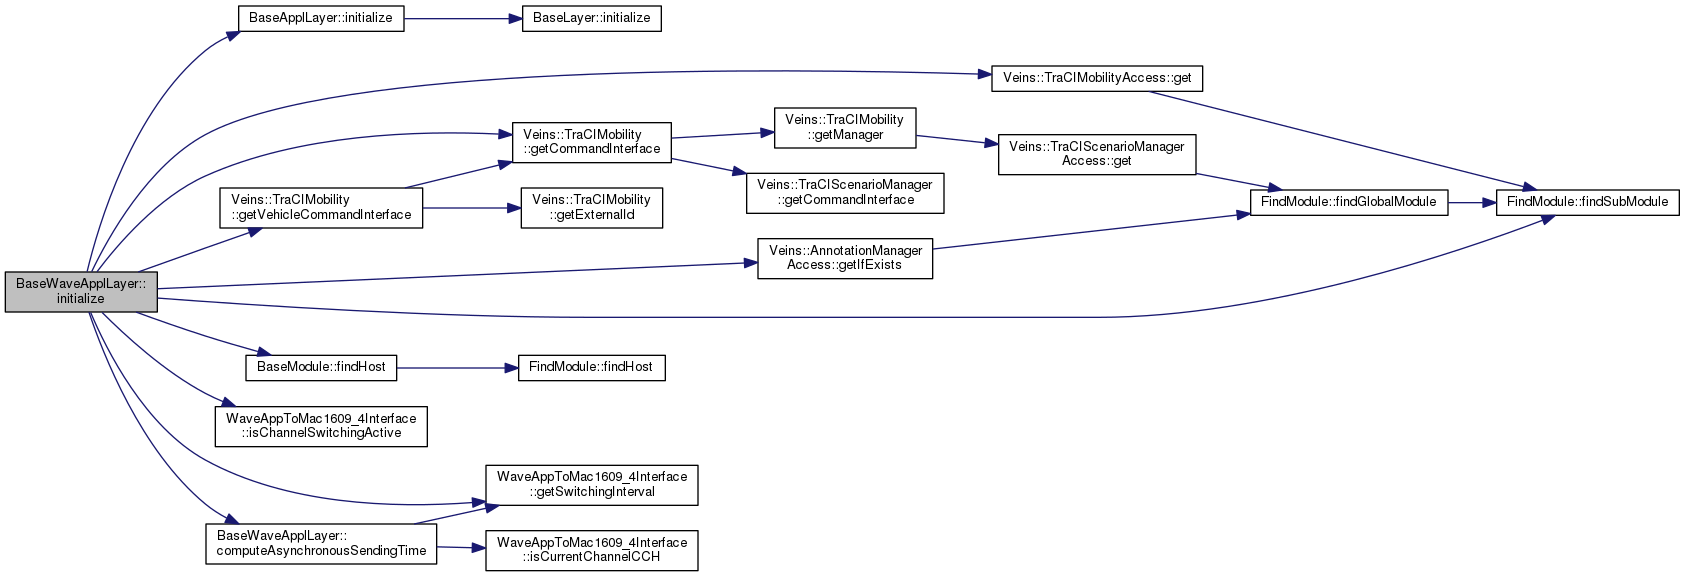 BaseApplLayer::initialize
BaseLayer::initialize
Veins::TraCIMobilityAccess::get
Veins::TraCIMobility
::getCommandInterface
Veins::TraCIMobility
::getManager
Veins::TraCIScenarioManager
Access::get
Veins::TraCIScenarioManager
::getCommandInterface
Veins::TraCIMobility
::getVehicleCommandInterface
Veins::TraCIMobility
::getExternalId
FindModule::findGlobalModule
FindModule::findSubModule
Veins::AnnotationManager
Access::getIfExists
BaseWaveApplLayer::
initialize
BaseModule::findHost
FindModule::findHost
WaveAppToMac1609_4Interface
::isChannelSwitchingActive
WaveAppToMac1609_4Interface
::getSwitchingInterval
BaseWaveApplLayer::
computeAsynchronousSendingTime
WaveAppToMac1609_4Interface
::isCurrentChannelCCH